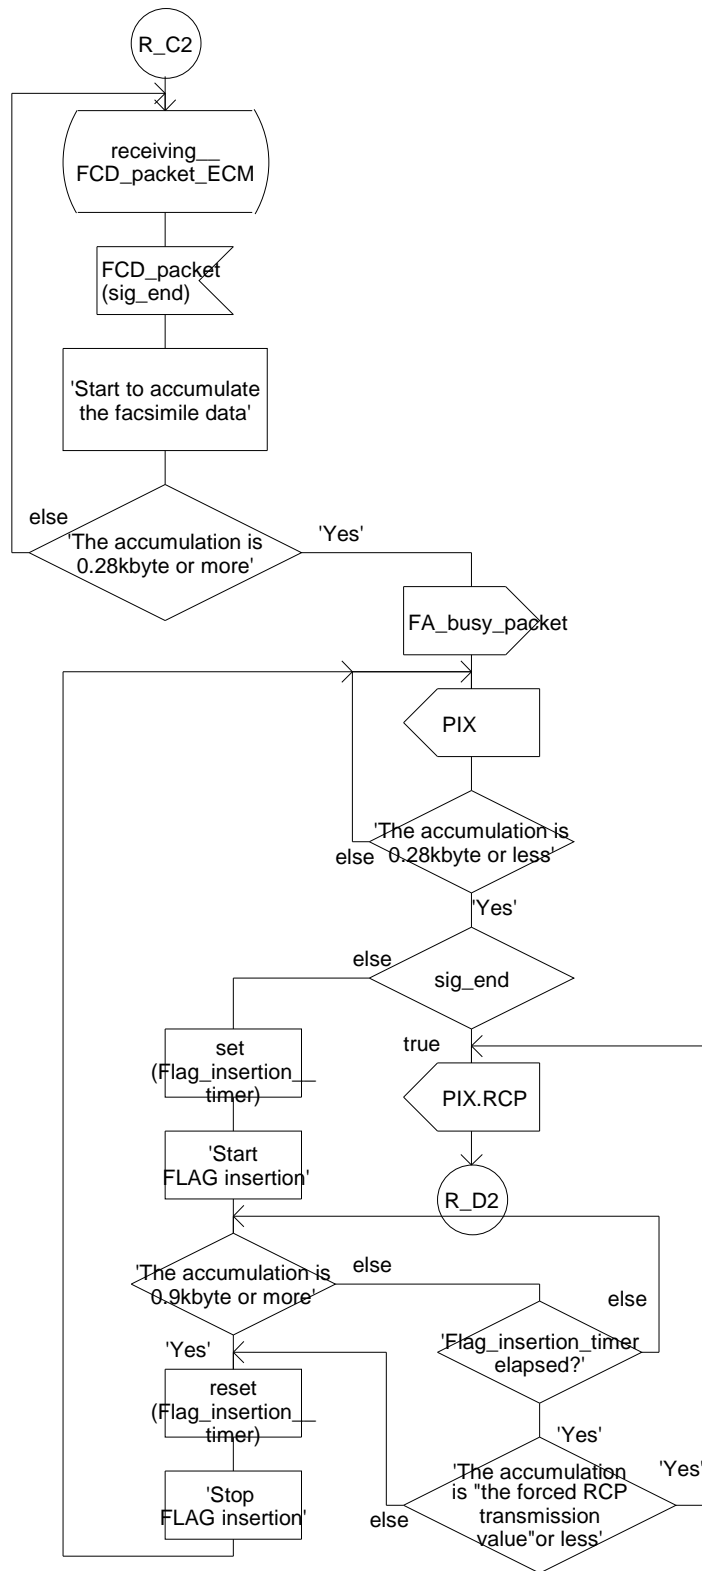 R_C2
receiving__
FCD_packet_ECM
FCD_packet
(sig_end)
'Start to accumulate
the facsimile data'
else
'The accumulation is
0.28kbyte or more'
'Yes'
FA_busy_packet
PIX
'The accumulation is
0.28kbyte or less'
else
'Yes'
else
sig_end
set
(Flag_insertion__
timer)
true
PIX.RCP
'Start
FLAG insertion'
R_D2
'The accumulation is
0.9kbyte or more'
else
else
'Flag_insertion_timer
elapsed?'
'Yes'
reset
(Flag_insertion__
timer)
'Yes'
'The accumulation
is "the forced RCP
transmission
value"or less'
'Yes'
else
'Stop
FLAG insertion'